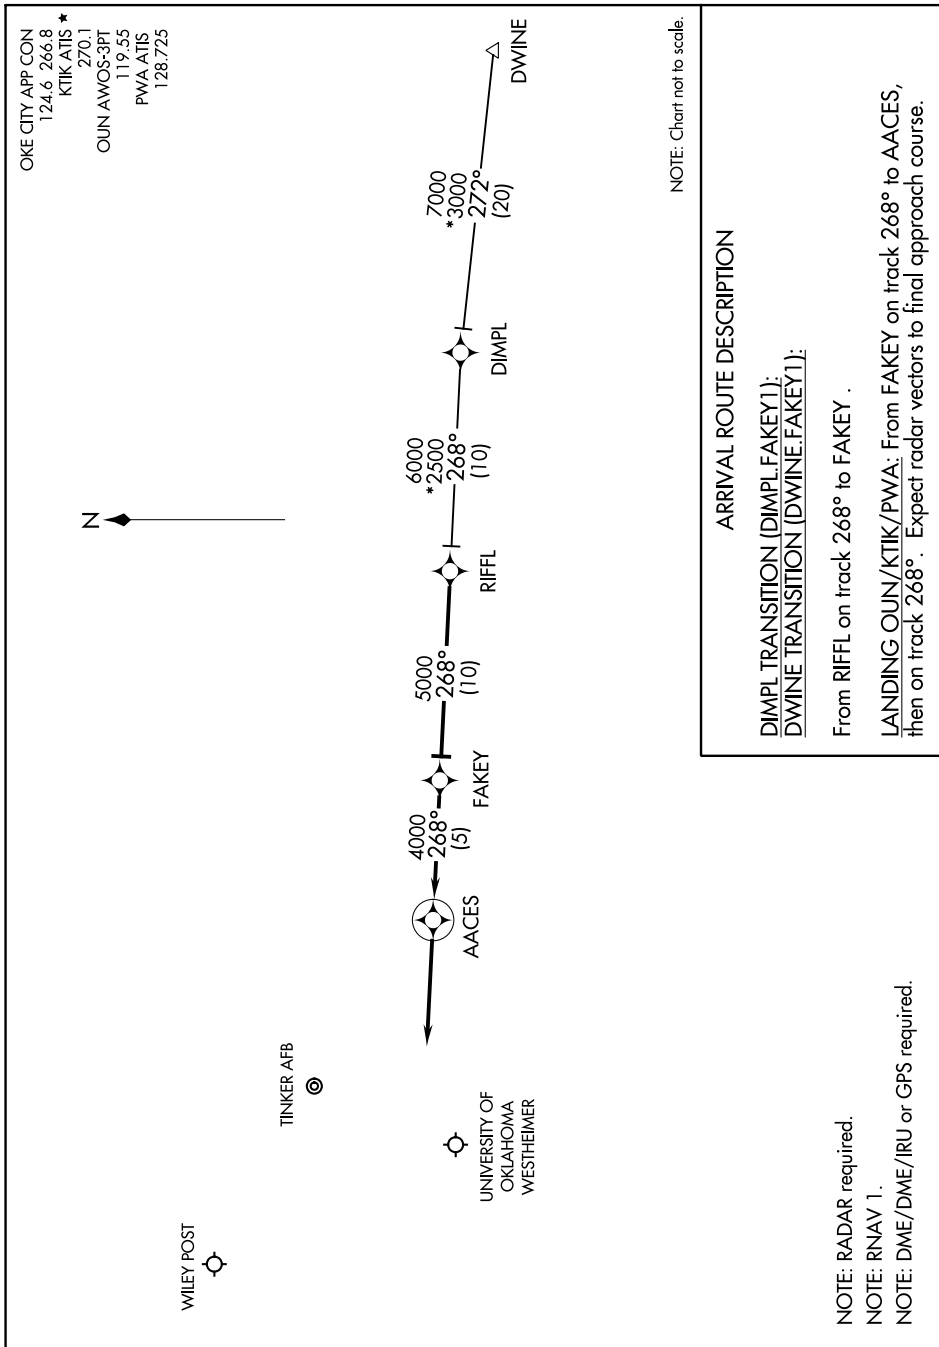 OKE CITY APP CON
124.6 266.8
KTIK ATIS ★
270.1
OUN AWOS-3PT
119.55
PWA ATIS
128.725
N
WILEY POST
TINKER AFB
UNIVERSITY OF
OKLAHOMA
WESTHEIMER
AACES
4000
268°
(5)
FAKEY
5000
268°
(10)
RIFFL
6000
*2500
268°
(10)
DIMPL
7000
*3000
272°
(20)
DWINE
NOTE: Chart not to scale.
NOTE: RADAR required.
NOTE: RNAV 1.
NOTE: DME/DME/IRU or GPS required.
ARRIVAL ROUTE DESCRIPTION
DIMPL TRANSITION (DIMPL.FAKEY1):
DWINE TRANSITION (DWINE.FAKEY1):
From RIFFL on track 268° to FAKEY .
LANDING OUN/KTIK/PWA: From FAKEY on track 268° to AACES,
then on track 268°. Expect radar vectors to final approach course.